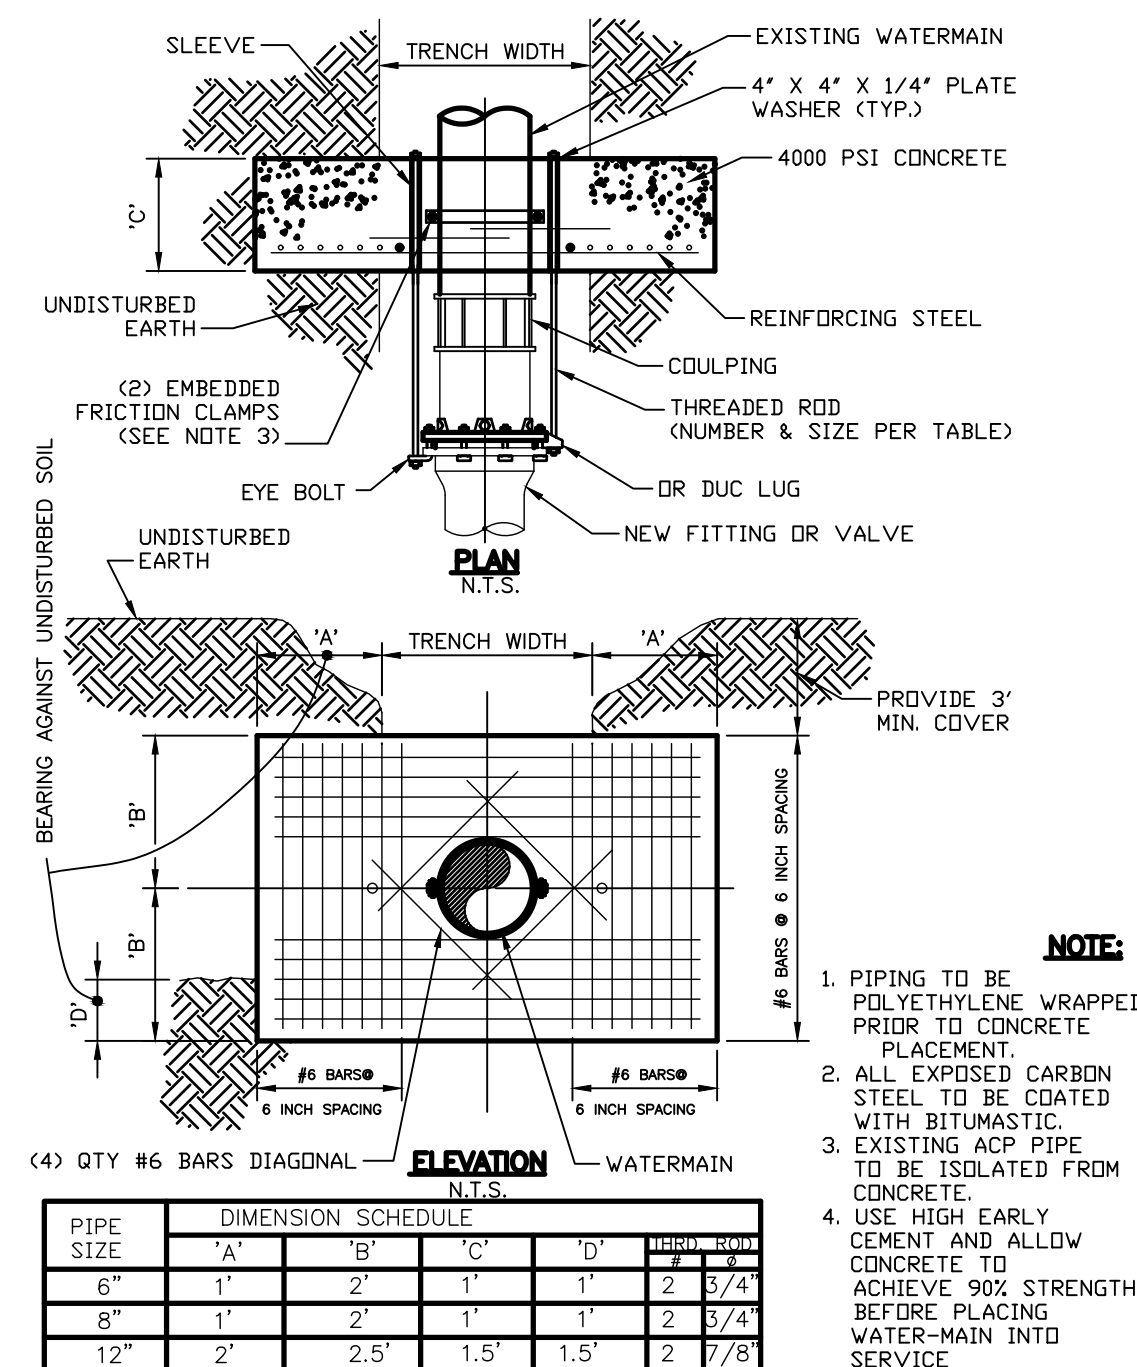 SLEEVE
TRENCH WIDTH
EXISTING WATERMAIN
4" X 4" X 1/4" PLATE
WASHER (TYP.)
4000 PSI CONCRETE
'C'
UNDISTURBED
EARTH
REINFORCING STEEL
COULPING
(2) EMBEDDED
FRICTION CLAMPS
(SEE NOTE 3)
THREADED ROD
(NUMBER & SIZE PER TABLE)
EYE BOLT
OR DUC LUG
NEW FITTING OR VALVE
PLAN
N.T.S.
BEARING AGAINST UNDISTURBED SOIL
UNDISTURBED
EARTH
'A'
TRENCH WIDTH
'A'
PROVIDE 3'
MIN. COVER
'B'
'B'
'D'
#6 BARS @ 6 INCH SPACING
#6 BARS@
6 INCH SPACING
#6 BARS@
6 INCH SPACING
(4) QTY #6 BARS DIAGONAL
WATERMAIN
ELEVATION
N.T.S.
NOTE:
1. PIPING TO BE
POLYETHYLENE WRAPPED
PRIOR TO CONCRETE
PLACEMENT.
2. ALL EXPOSED CARBON
STEEL TO BE COATED
WITH BITUMASTIC.
3. EXISTING ACP PIPE
TO BE ISOLATED FROM
CONCRETE.
4. USE HIGH EARLY
CEMENT AND ALLOW
CONCRETE TO
ACHIEVE 90% STRENGTH
BEFORE PLACING
WATER-MAIN INTO
SERVICE
PIPE
SIZE
DIMENSION SCHEDULE
'A' 'B' 'C' 'D' THRD. ROD
# ø
6" 1' 2' 1' 1' 2 3/4"
8" 1' 2' 1' 1' 2 3/4"
12" 2' 2.5' 1.5' 1.5' 2 7/8"